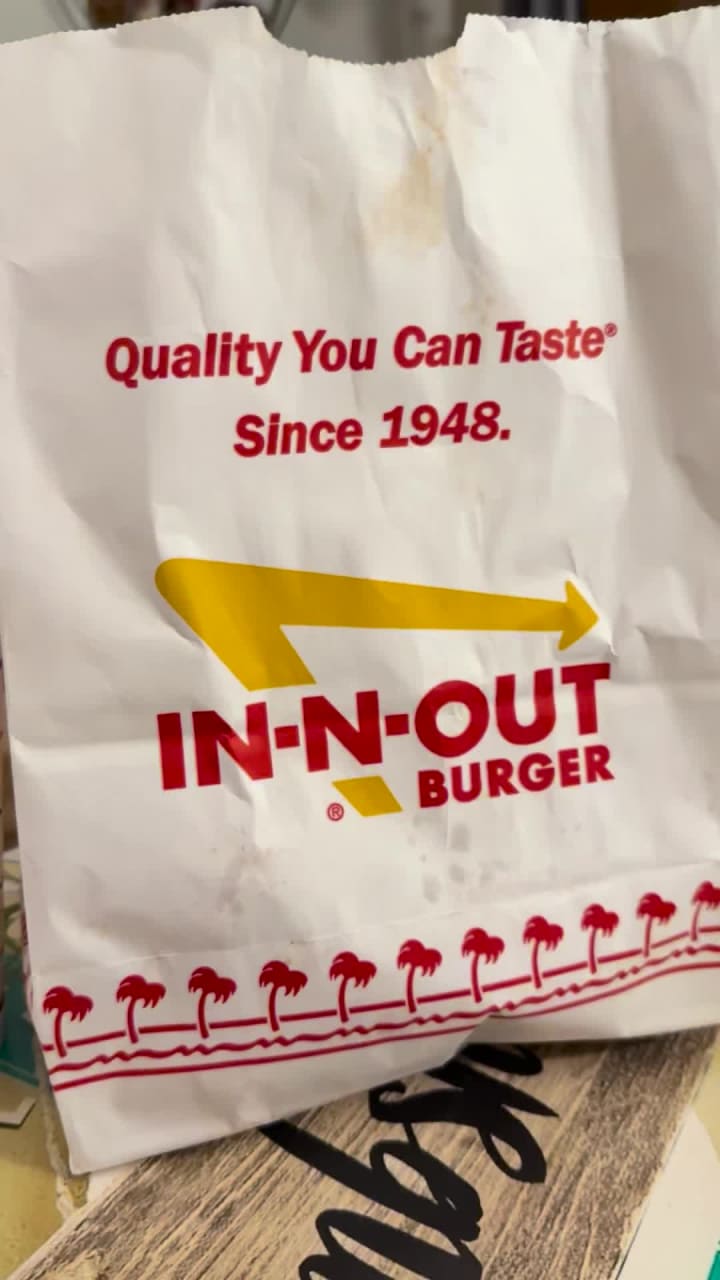 Quality You Can Taste®
Since 1948.
IN-N-OUT
BURGER
®